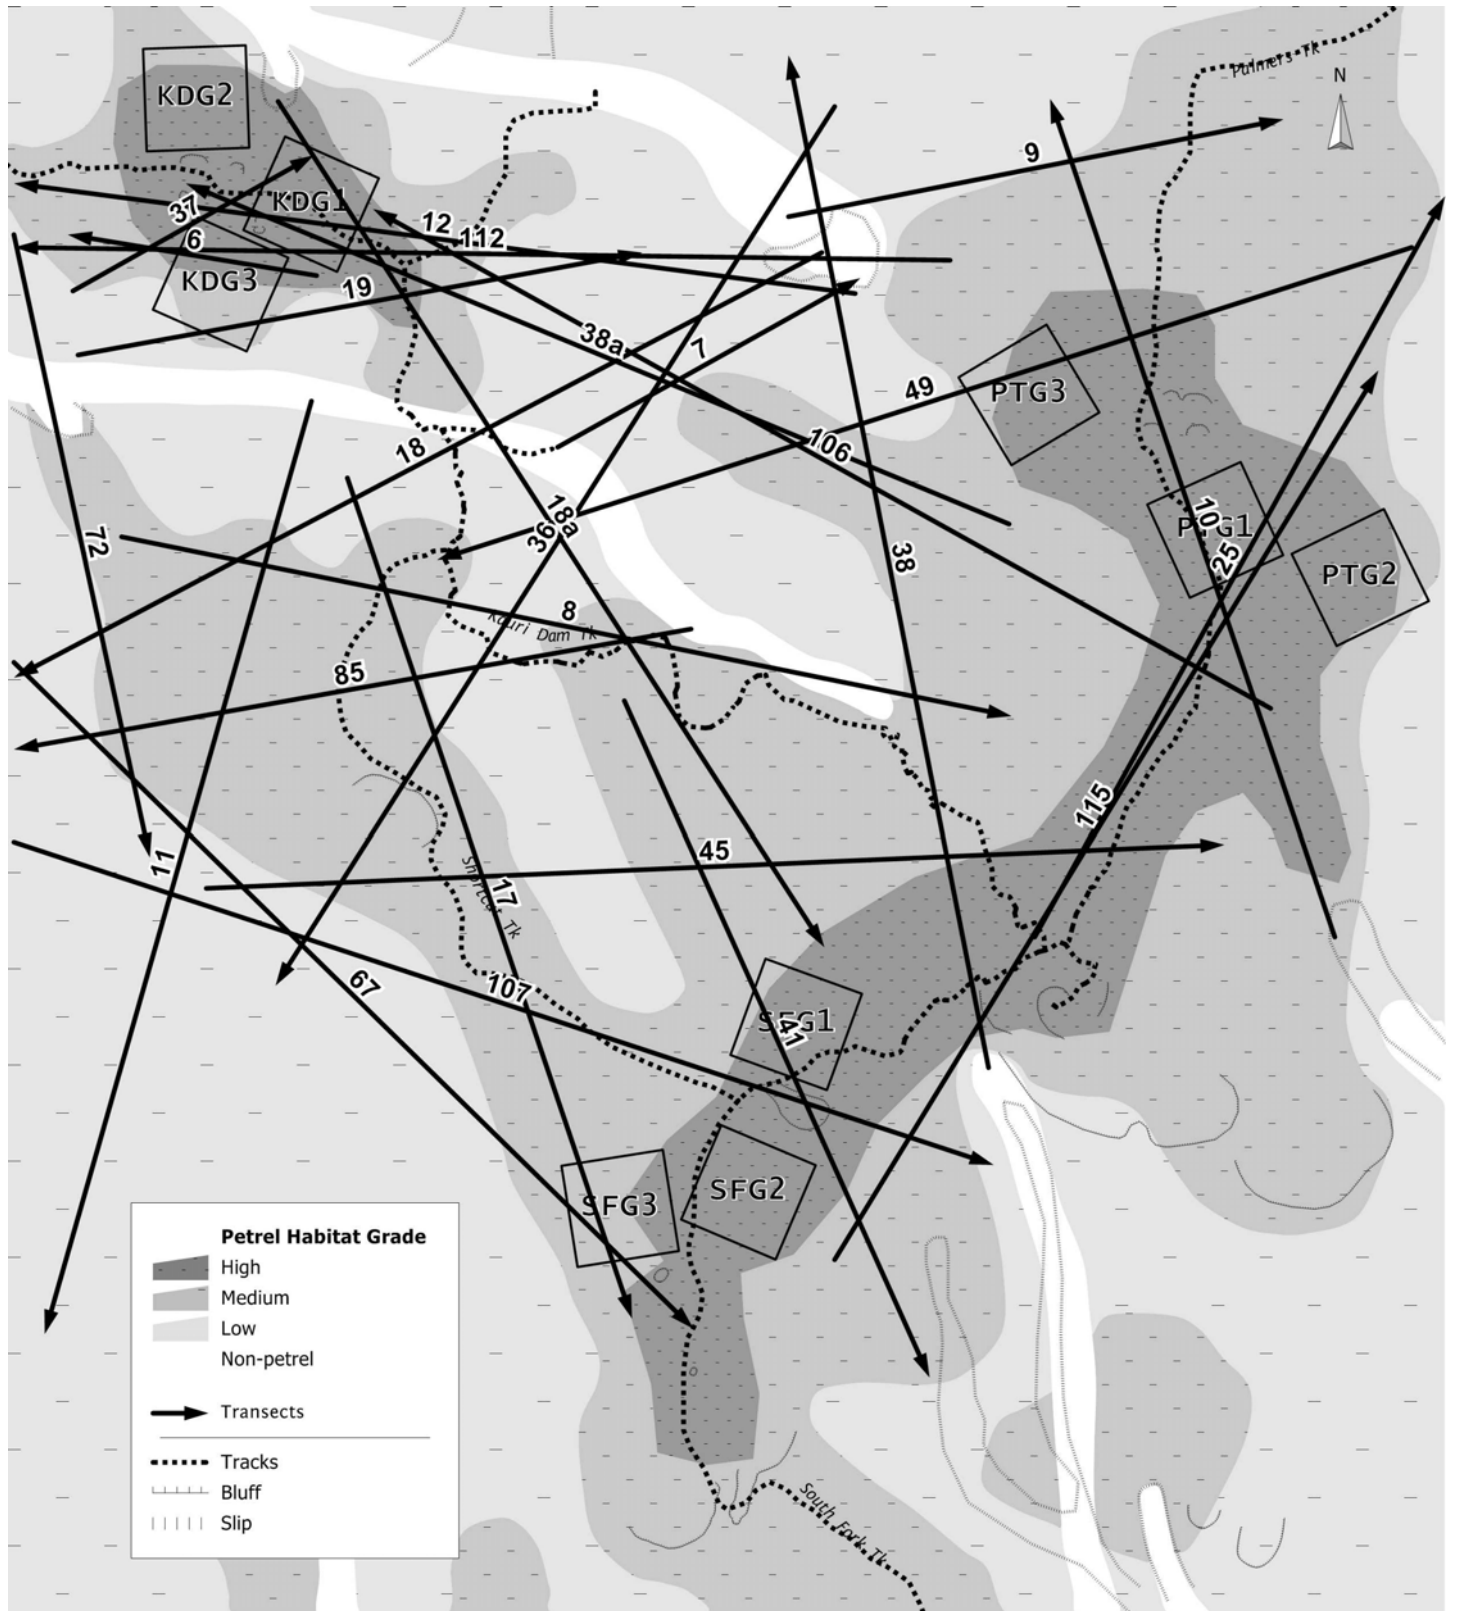 Palmers Tk
N
KDG2
9
KDG1
37
12
112
6
KDG3
19
38a
7
PTG3
49
18
106
18a
36
10
PTG1
72
38
25
PTG2
8
Kauri Dam Tk
85
115
45
11
17
Shortcut Tk
67
107
SFG1
41
SFG3
SFG2
Petrel Habitat Grade
High
Medium
Low
Non-petrel
Transects
Tracks
Bluff
Slip
South Fork Tk